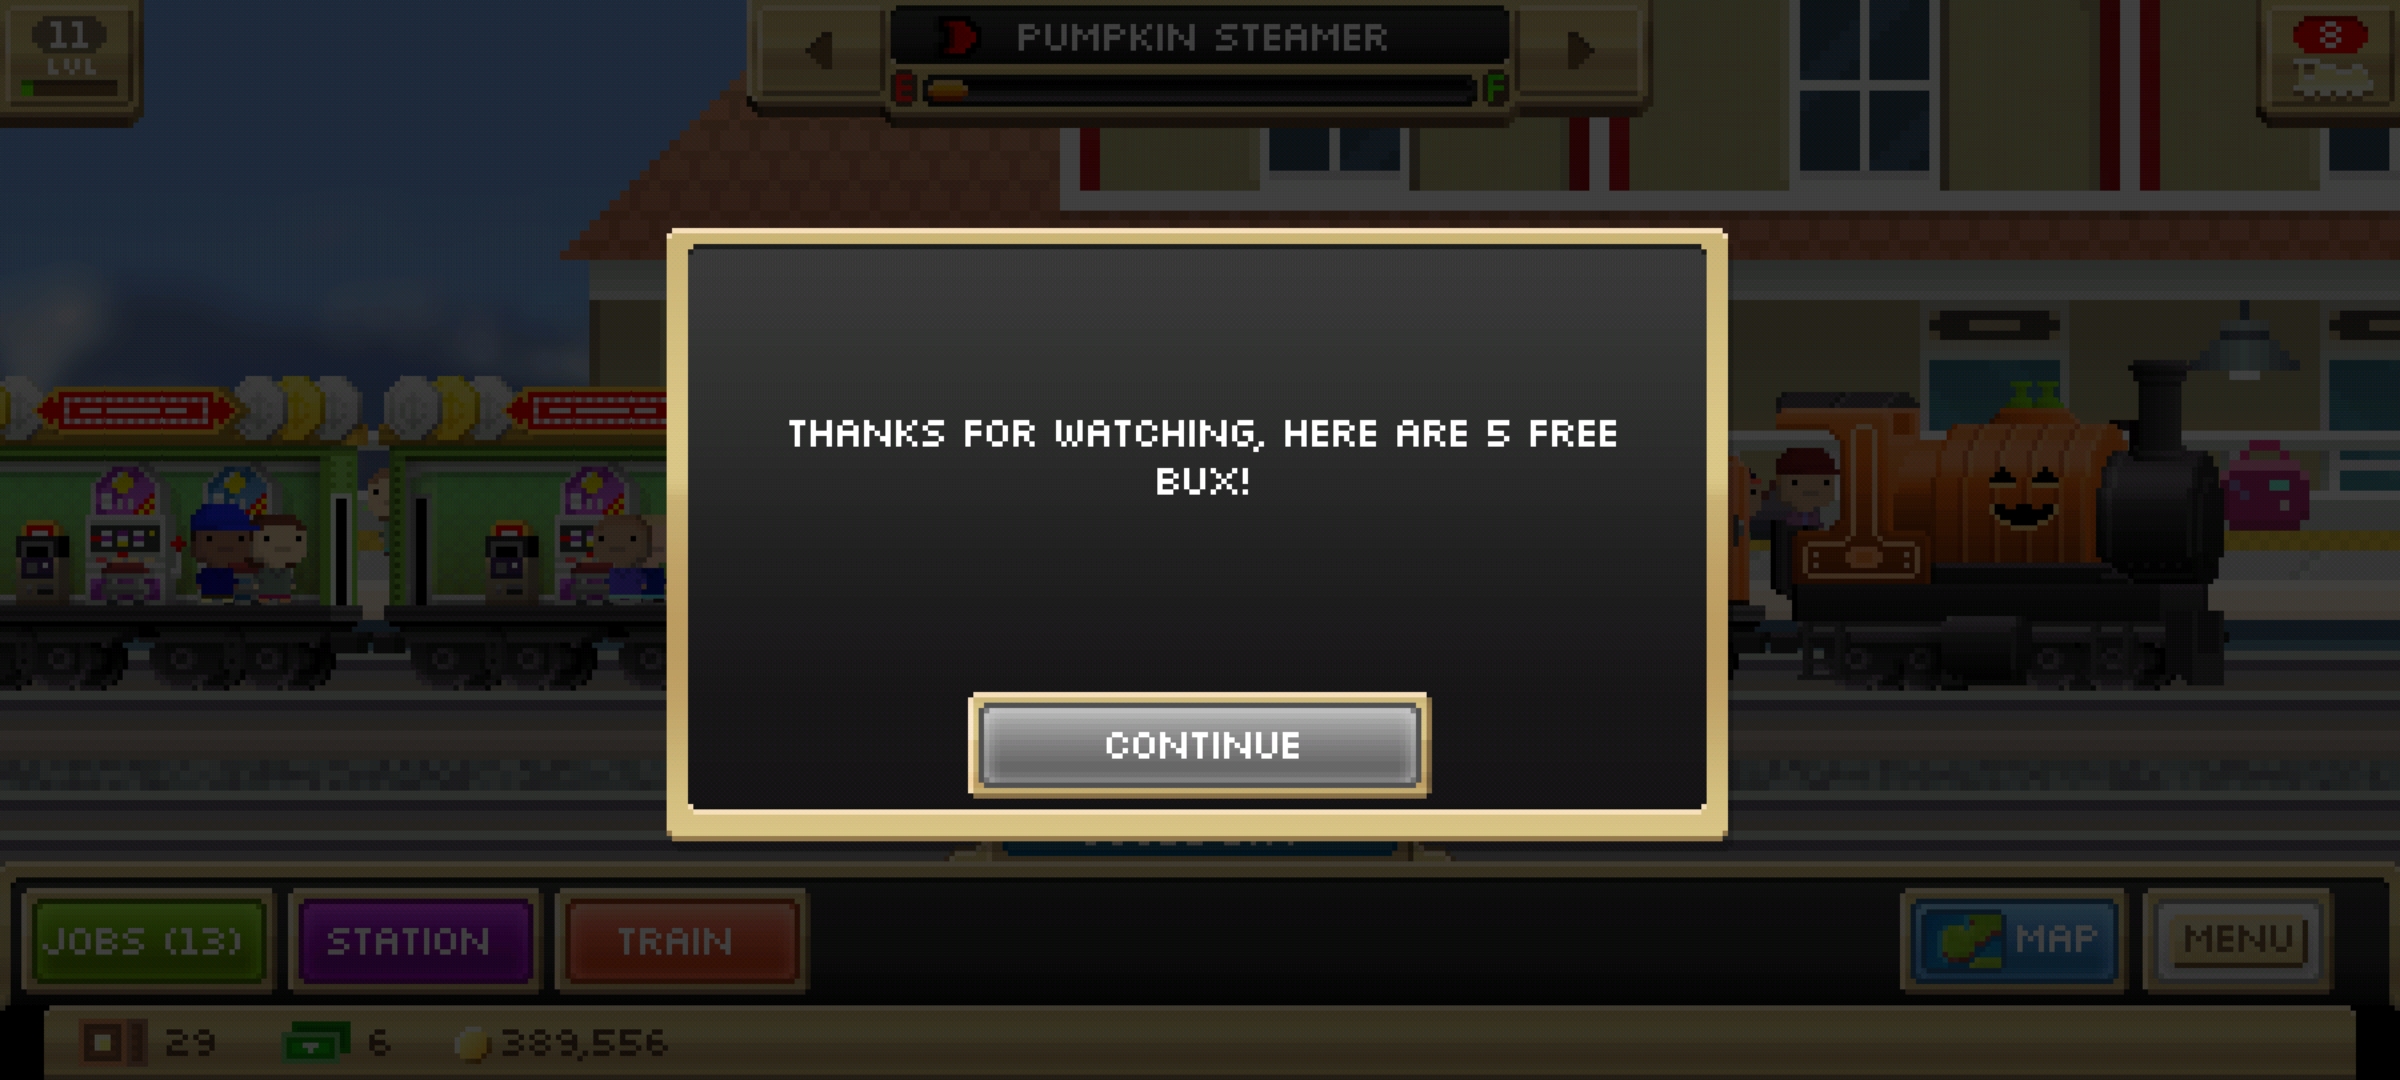 11
LVL
PUMPKIN STEAMER
E
F
8
THANKS FOR WATCHING, HERE ARE 5 FREE
BUX!
CONTINUE
JOBS (13)
STATION
TRAIN
MAP
MENU
29
6
389,556